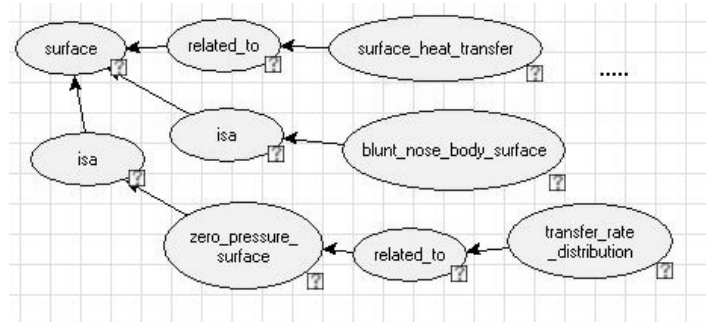 surface
related_to
surface_heat_transfer
?
?
?
.....
isa
blunt_nose_body_surface
?
?
isa
?
zero_pressure_
surface
related_to
transfer_rate
_distribution
?
?
?